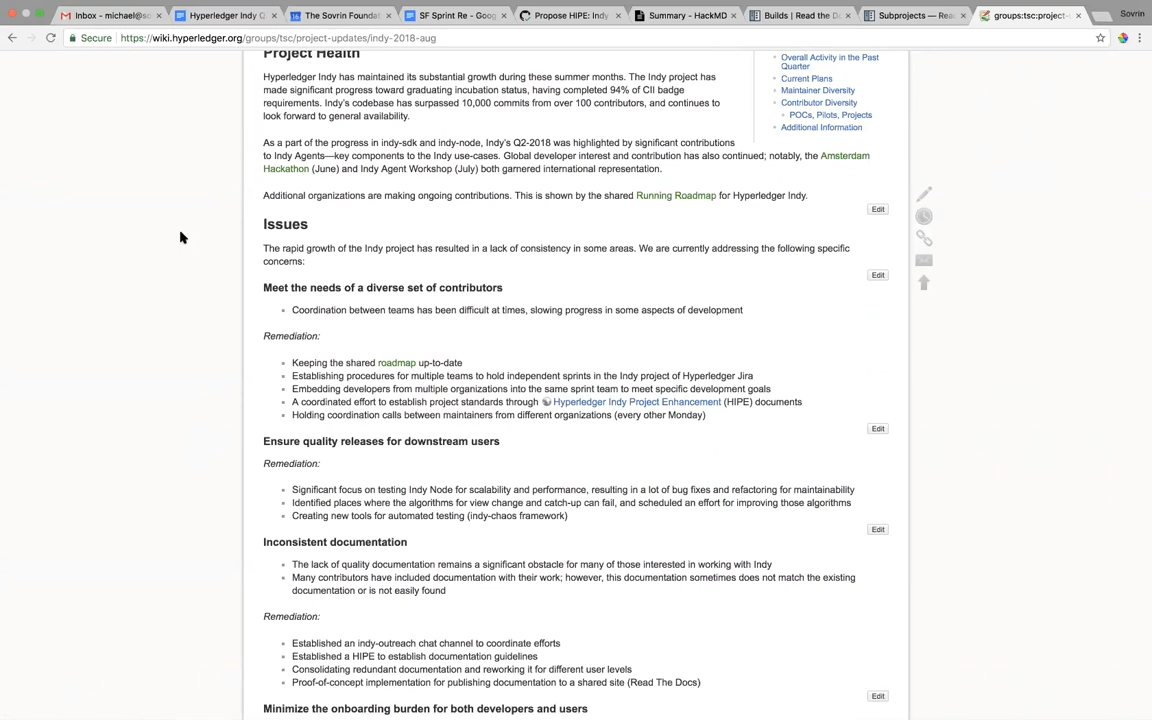 Inbox - michael@so
Hyperledger Indy Q
The Sovrin Founda
SF Sprint Re - Goog
Propose HIPE: Indy
Summary - HackMD
Builds | Read the D
Subprojects — Rea
groups:tsc:project-
Sovrin
Secure
https://wiki.hyperledger.org/groups/tsc/project-updates/indy-2018-aug
Project Health
Hyperledger Indy has maintained its substantial growth during these summer months. The Indy project has
made significant progress toward graduating incubation status, having completed 94% of CII badge
requirements. Indy's codebase has surpassed 10,000 commits from over 100 contributors, and continues to
look forward to general availability.
Overall Activity in the Past
Quarter
Current Plans
Maintainer Diversity
Contributor Diversity
POCs, Pilots, Projects
Additional Information
As a part of the progress in indy-sdk and indy-node, Indy's Q2-2018 was highlighted by significant contributions
to Indy Agents—key components to the Indy use-cases. Global developer interest and contribution has also continued; notably, the Amsterdam
Hackathon (June) and Indy Agent Workshop (July) both garnered international representation.
Additional organizations are making ongoing contributions. This is shown by the shared Running Roadmap for Hyperledger Indy.
Edit
Issues
The rapid growth of the Indy project has resulted in a lack of consistency in some areas. We are currently addressing the following specific
concerns:
Edit
Meet the needs of a diverse set of contributors
Coordination between teams has been difficult at times, slowing progress in some aspects of development
Remediation:
Keeping the shared roadmap up-to-date
Establishing procedures for multiple teams to hold independent sprints in the Indy project of Hyperledger Jira
Embedding developers from multiple organizations into the same sprint team to meet specific development goals
A coordinated effort to establish project standards through Hyperledger Indy Project Enhancement (HIPE) documents
Holding coordination calls between maintainers from different organizations (every other Monday)
Edit
Ensure quality releases for downstream users
Remediation:
Significant focus on testing Indy Node for scalability and performance, resulting in a lot of bug fixes and refactoring for maintainability
Identified places where the algorithms for view change and catch-up can fail, and scheduled an effort for improving those algorithms
Creating new tools for automated testing (indy-chaos framework)
Edit
Inconsistent documentation
The lack of quality documentation remains a significant obstacle for many of those interested in working with Indy
Many contributors have included documentation with their work; however, this documentation sometimes does not match the existing
documentation or is not easily found
Remediation:
Established an indy-outreach chat channel to coordinate efforts
Established a HIPE to establish documentation guidelines
Consolidating redundant documentation and reworking it for different user levels
Proof-of-concept implementation for publishing documentation to a shared site (Read The Docs)
Edit
Minimize the onboarding burden for both developers and users